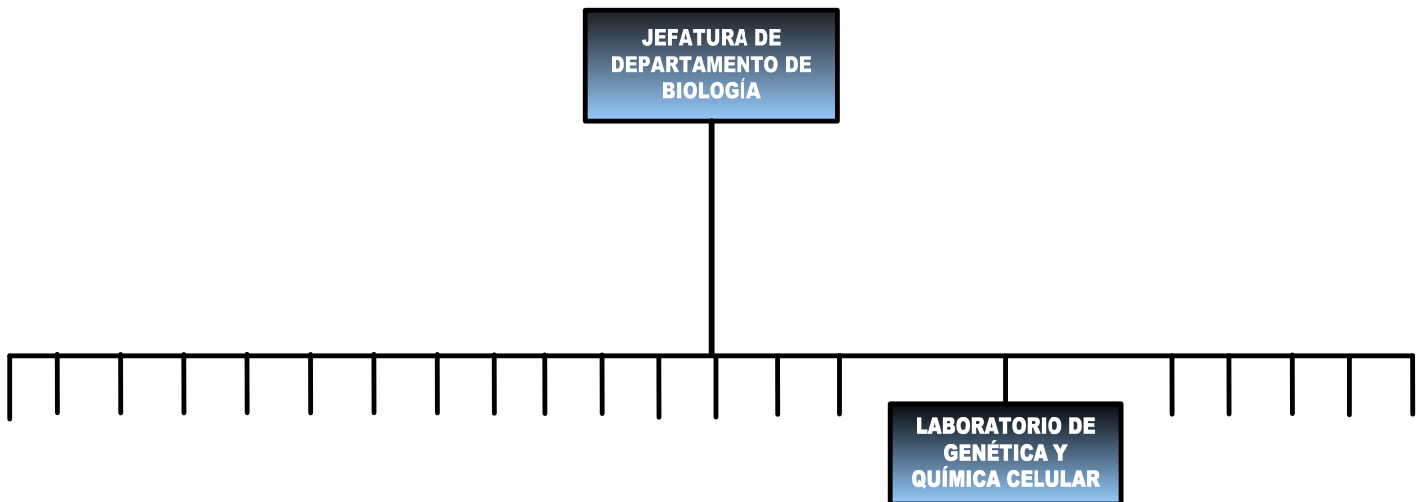 JEFATURA DE
DEPARTAMENTO DE
BIOLOGÍA
LABORATORIO DE
GENÉTICA Y
QUÍMICA CELULAR